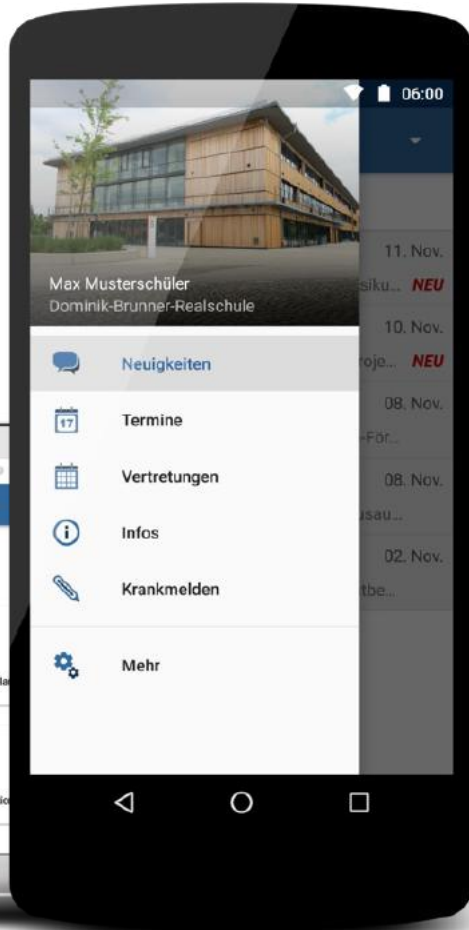 06:00
Max Musterschüler
Dominik-Brunner-Realschule
11. Nov.
NEU
10. Nov.
NEU
08. Nov.
08. Nov.
02. Nov.
Neuigkeiten
17
Termine
Vertretungen
Infos
Krankmelden
Mehr